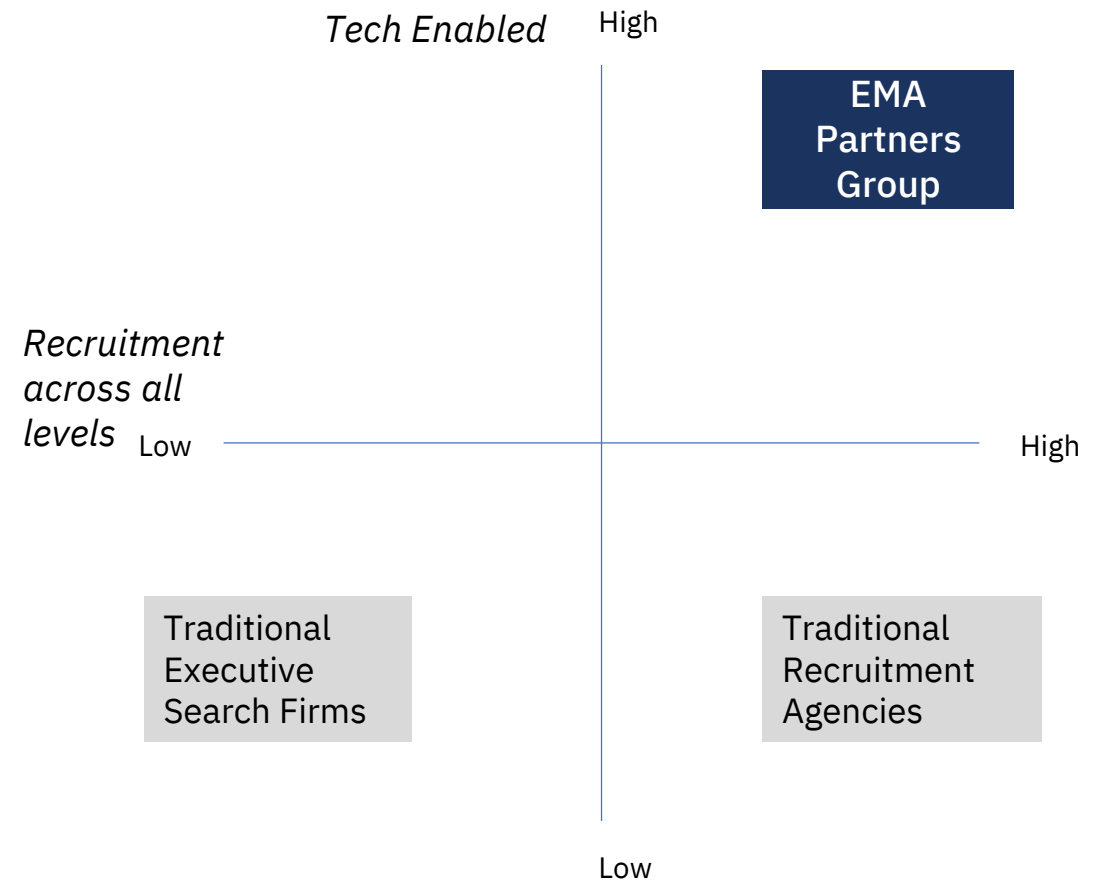 Tech Enabled
High
EMA
Partners
Group
Recruitment
across all
levels
Low
High
Traditional
Executive
Search Firms
Traditional
Recruitment
Agencies
Low